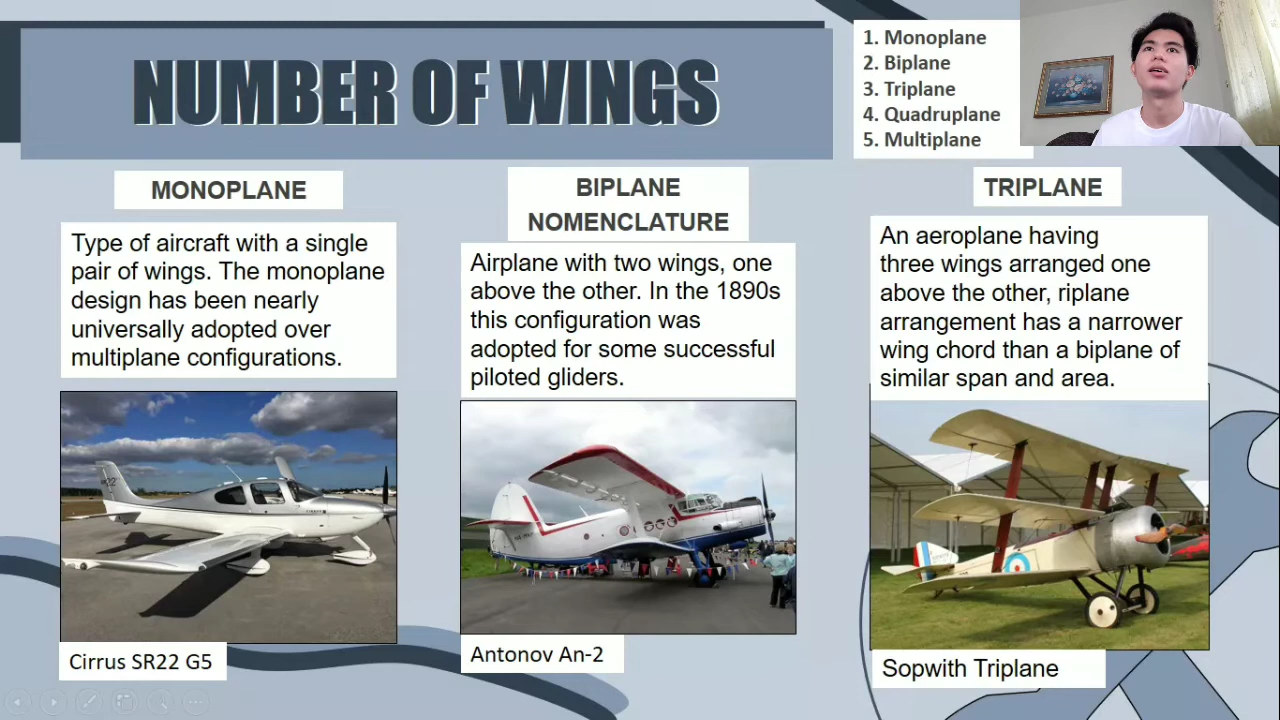 NUMBER OF WINGS
1. Monoplane
2. Biplane
3. Triplane
4. Quadruplane
5. Multiplane
MONOPLANE
Type of aircraft with a single
pair of wings. The monoplane
design has been nearly
universally adopted over
multiplane configurations.
Cirrus SR22 G5
BIPLANE
NOMENCLATURE
Airplane with two wings, one
above the other. In the 1890s
this configuration was
adopted for some successful
piloted gliders.
Antonov An-2
TRIPLANE
An aeroplane having
three wings arranged one
above the other, riplane
arrangement has a narrower
wing chord than a biplane of
similar span and area.
Sopwith Triplane